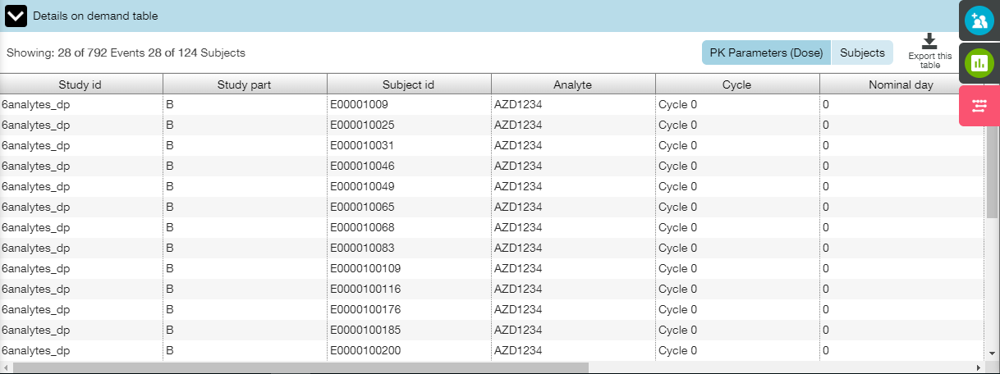 Details on demand table
Showing: 28 of 792 Events 28 of 124 Subjects
PK Parameters (Dose) Subjects
Export this
table
Study id Study part Subject id Analyte Cycle Nominal day
6analytes_dp B E00001009 AZD1234 Cycle 0 0
6analytes_dp B E000010025 AZD1234 Cycle 0 0
6analytes_dp B E000010031 AZD1234 Cycle 0 0
6analytes_dp B E000010046 AZD1234 Cycle 0 0
6analytes_dp B E000010049 AZD1234 Cycle 0 0
6analytes_dp B E000010065 AZD1234 Cycle 0 0
6analytes_dp B E000010068 AZD1234 Cycle 0 0
6analytes_dp B E000010083 AZD1234 Cycle 0 0
6analytes_dp B E0000100109 AZD1234 Cycle 0 0
6analytes_dp B E0000100116 AZD1234 Cycle 0 0
6analytes_dp B E0000100176 AZD1234 Cycle 0 0
6analytes_dp B E0000100185 AZD1234 Cycle 0 0
6analytes_dp B E0000100200 AZD1234 Cycle 0 0